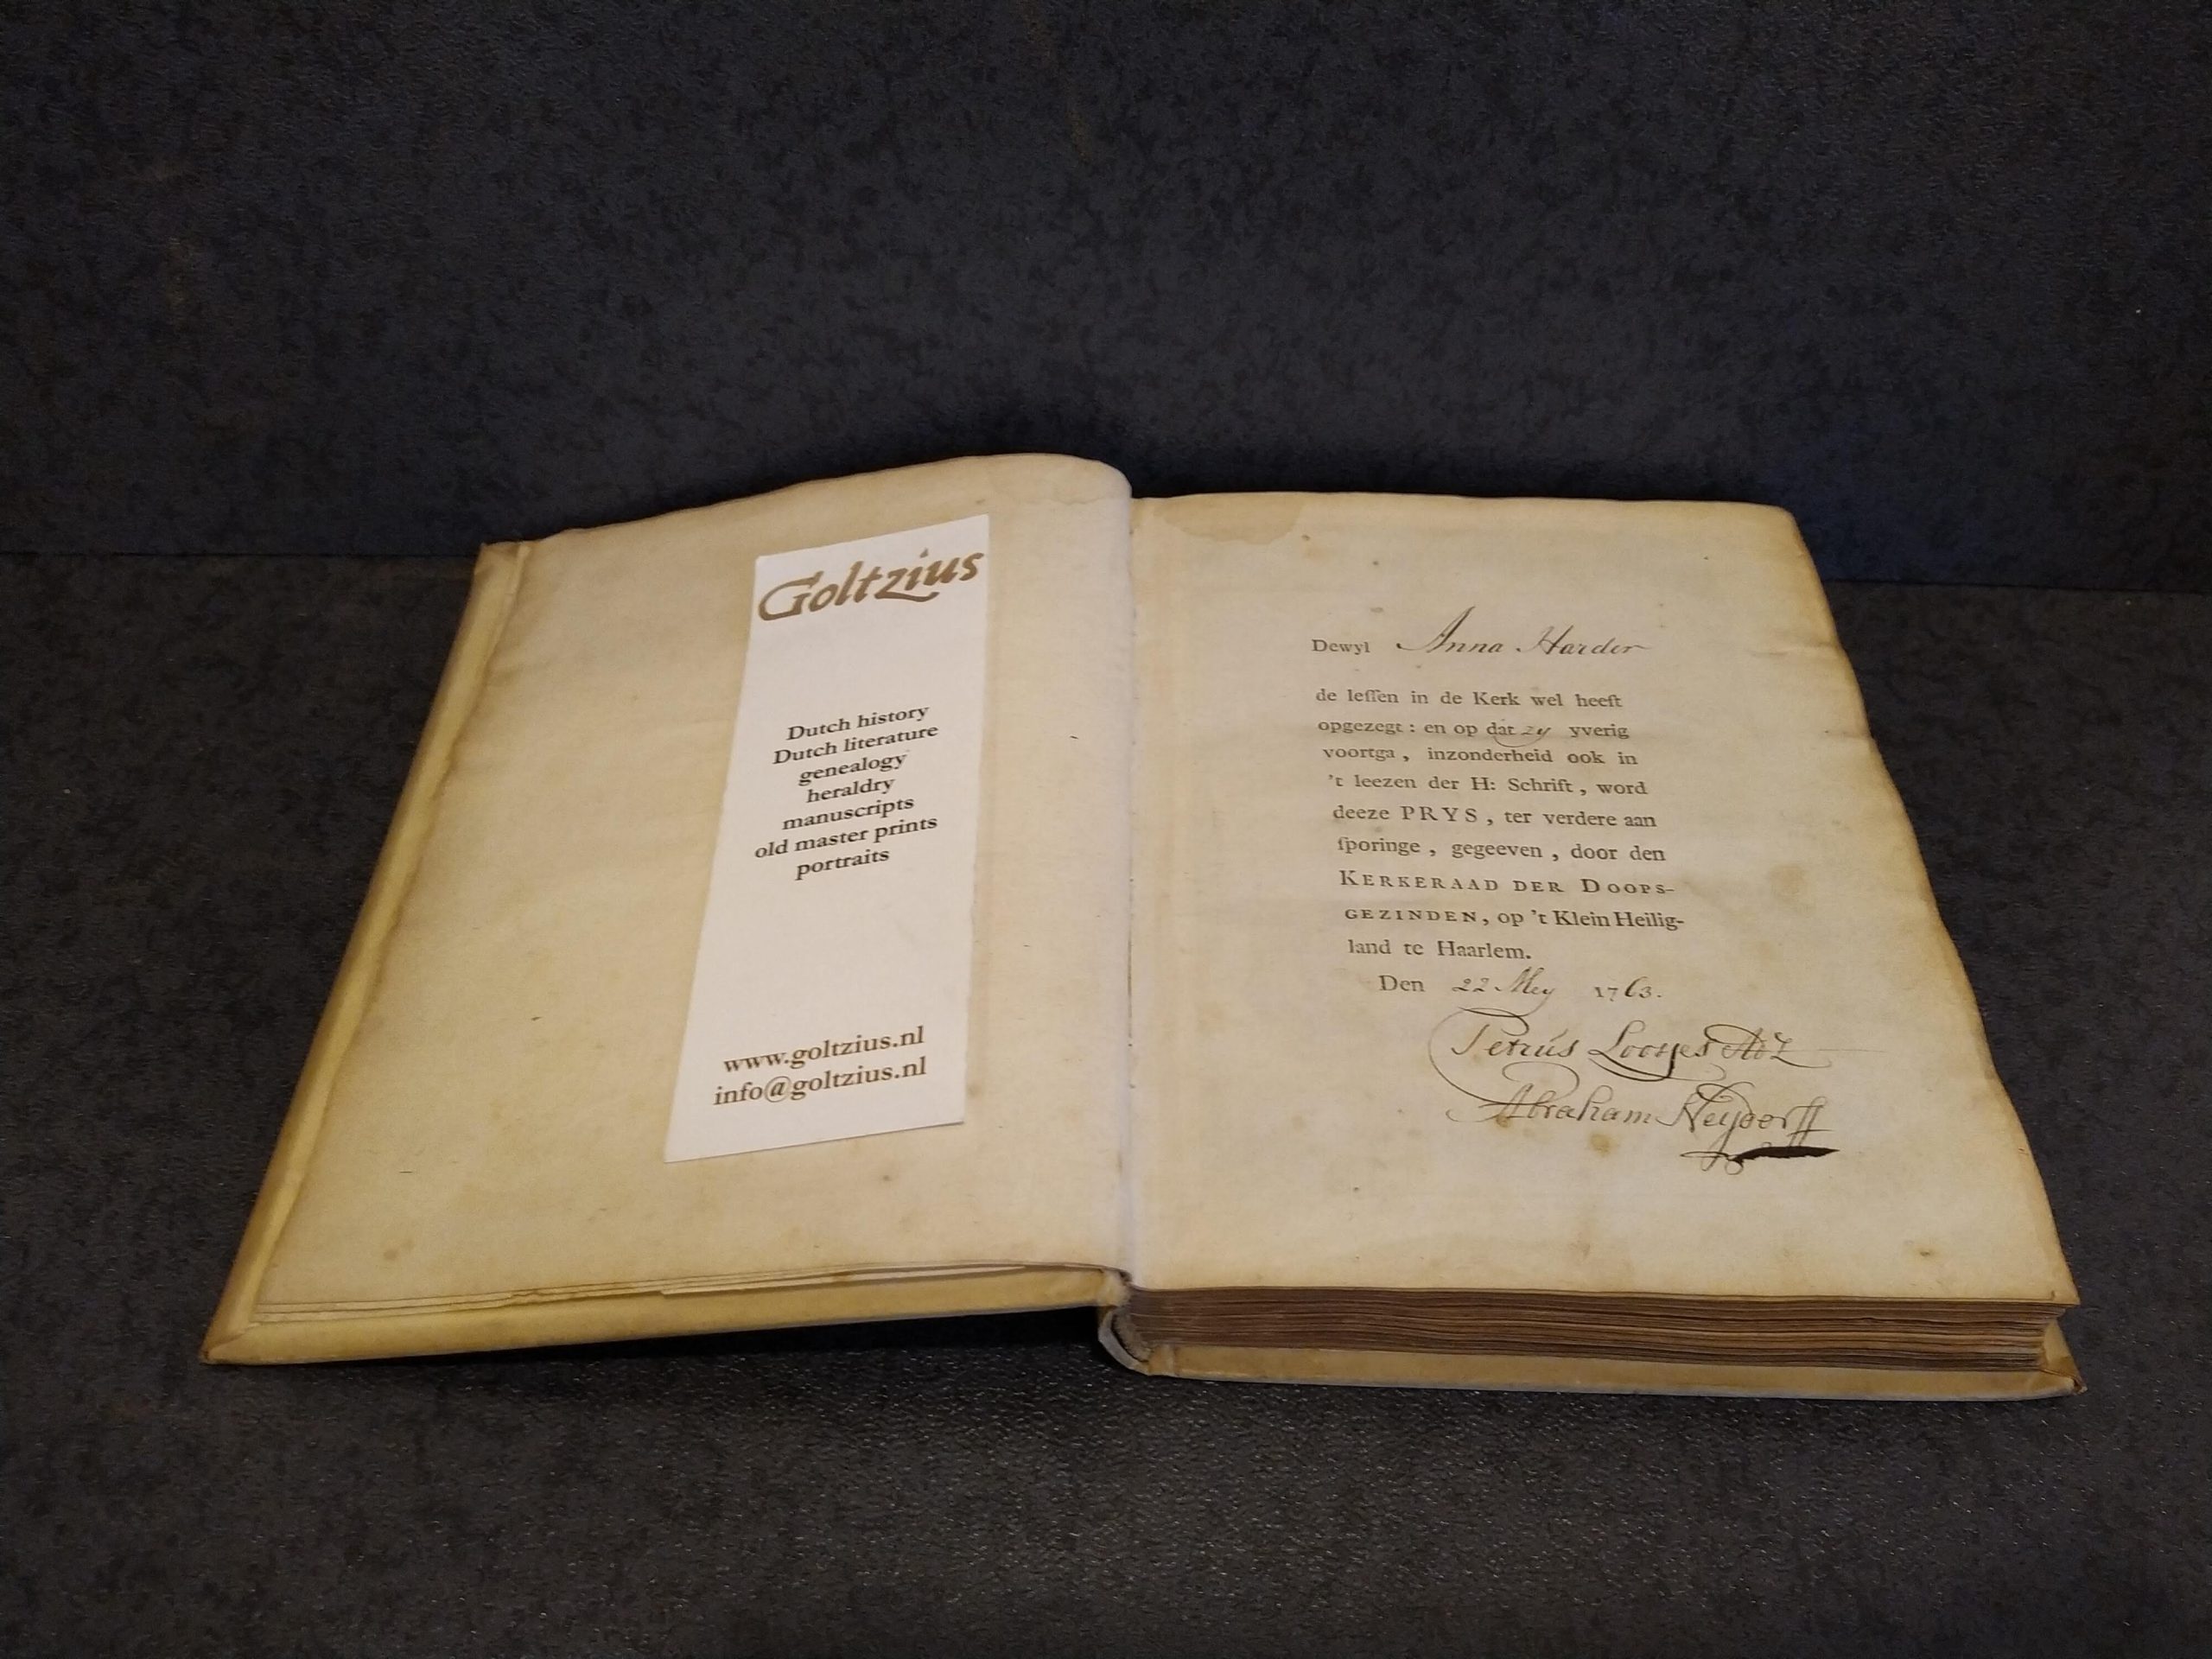 Goltzius
Dutch history
Dutch literature
genealogy
heraldry
manuscripts
old master prints
portraits
www.goltzius.nl
info@goltzius.nl
Dewyl Anna Harder
de leſſen in de Kerk wel heeft
opgezegt : en op dat zy yverig
voortga , inzonderheid ook in
't leezen der H: Schrift , word
deeze PRYS , ter verdere aan
ſporinge , gegeeven , door den
KERKERAAD DER DOOPS-
GEZINDEN, op 't Klein Heilig-
land te Haarlem.
Den 22 Mey 1763.
Petrus Loosjes AdZ
Abraham Heydorff